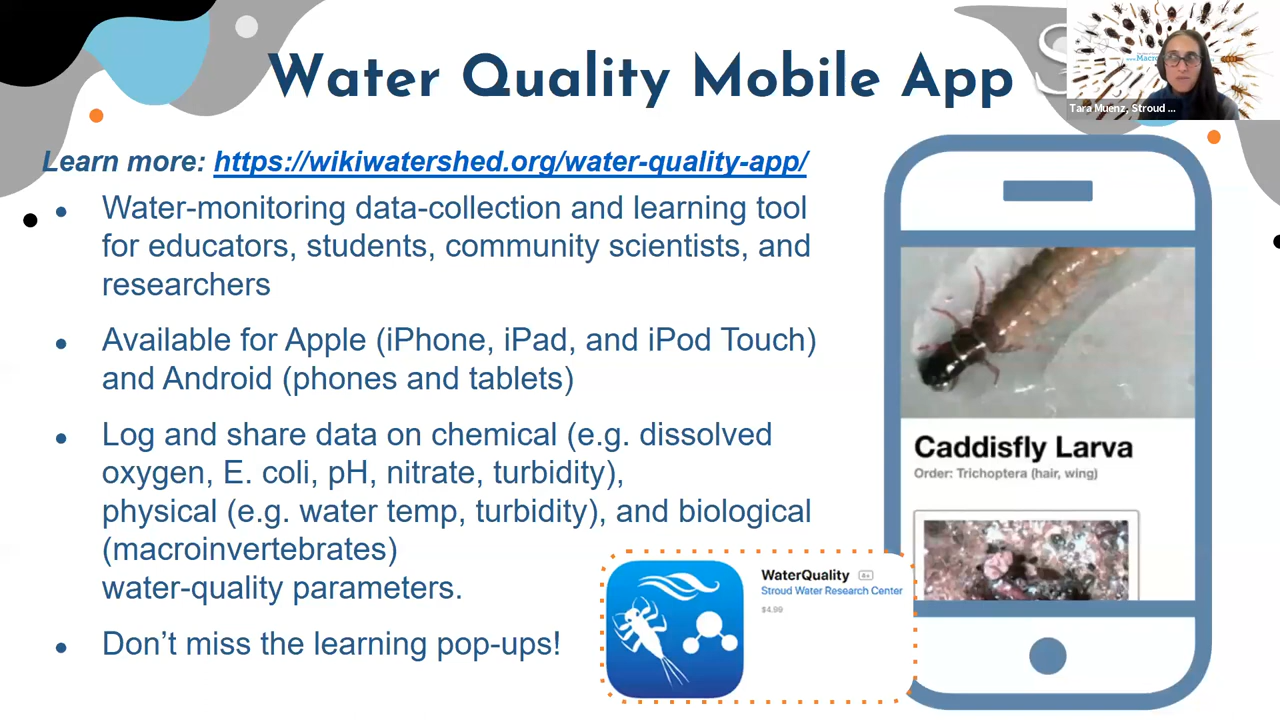 Water Quality Mobile App
Tara Muenz, Stroud ...
Learn more: https://wikiwatershed.org/water-quality-app/
• Water-monitoring data-collection and learning tool
for educators, students, community scientists, and
researchers
• Available for Apple (iPhone, iPad, and iPod Touch)
and Android (phones and tablets)
• Log and share data on chemical (e.g. dissolved
oxygen, E. coli, pH, nitrate, turbidity),
physical (e.g. water temp, turbidity), and biological
(macroinvertebrates)
water-quality parameters.
• Don’t miss the learning pop-ups!
Caddisfly Larva
Order: Trichoptera (hair, wing)
WaterQuality
Stroud Water Research Center
$4.99